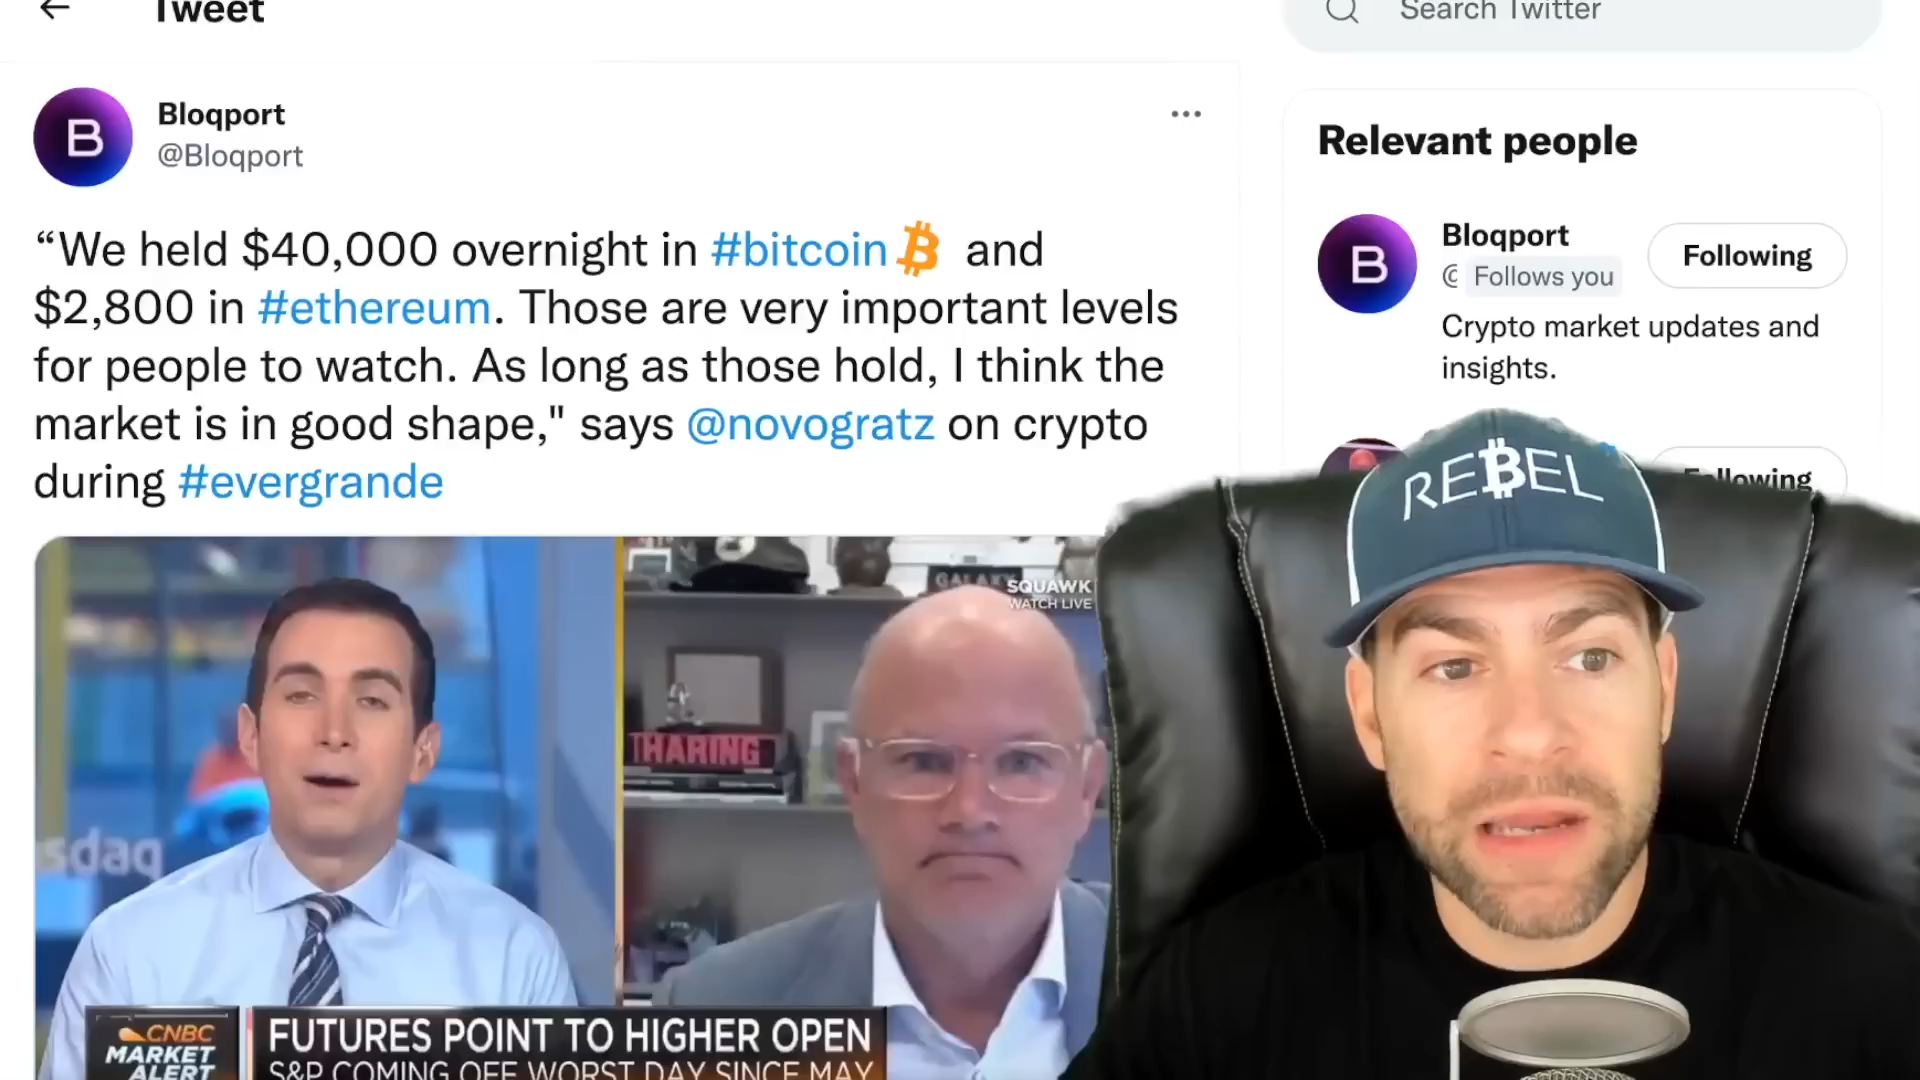 Tweet
Search Twitter
B
Bloqport
@Bloqport
“We held $40,000 overnight in #bitcoin and
$2,800 in #ethereum. Those are very important levels
for people to watch. As long as those hold, I think the
market is in good shape," says @novogratz on crypto
during #evergrande
Relevant people
B
Bloqport
Following
@ Follows you
Crypto market updates and
insights.
REBEL
SQUAWK
WATCH LIVE
THARING
sdaq
CNBC
MARKET
ALERT
FUTURES POINT TO HIGHER OPEN
S&P COMING OFF WORST DAY SINCE MAY